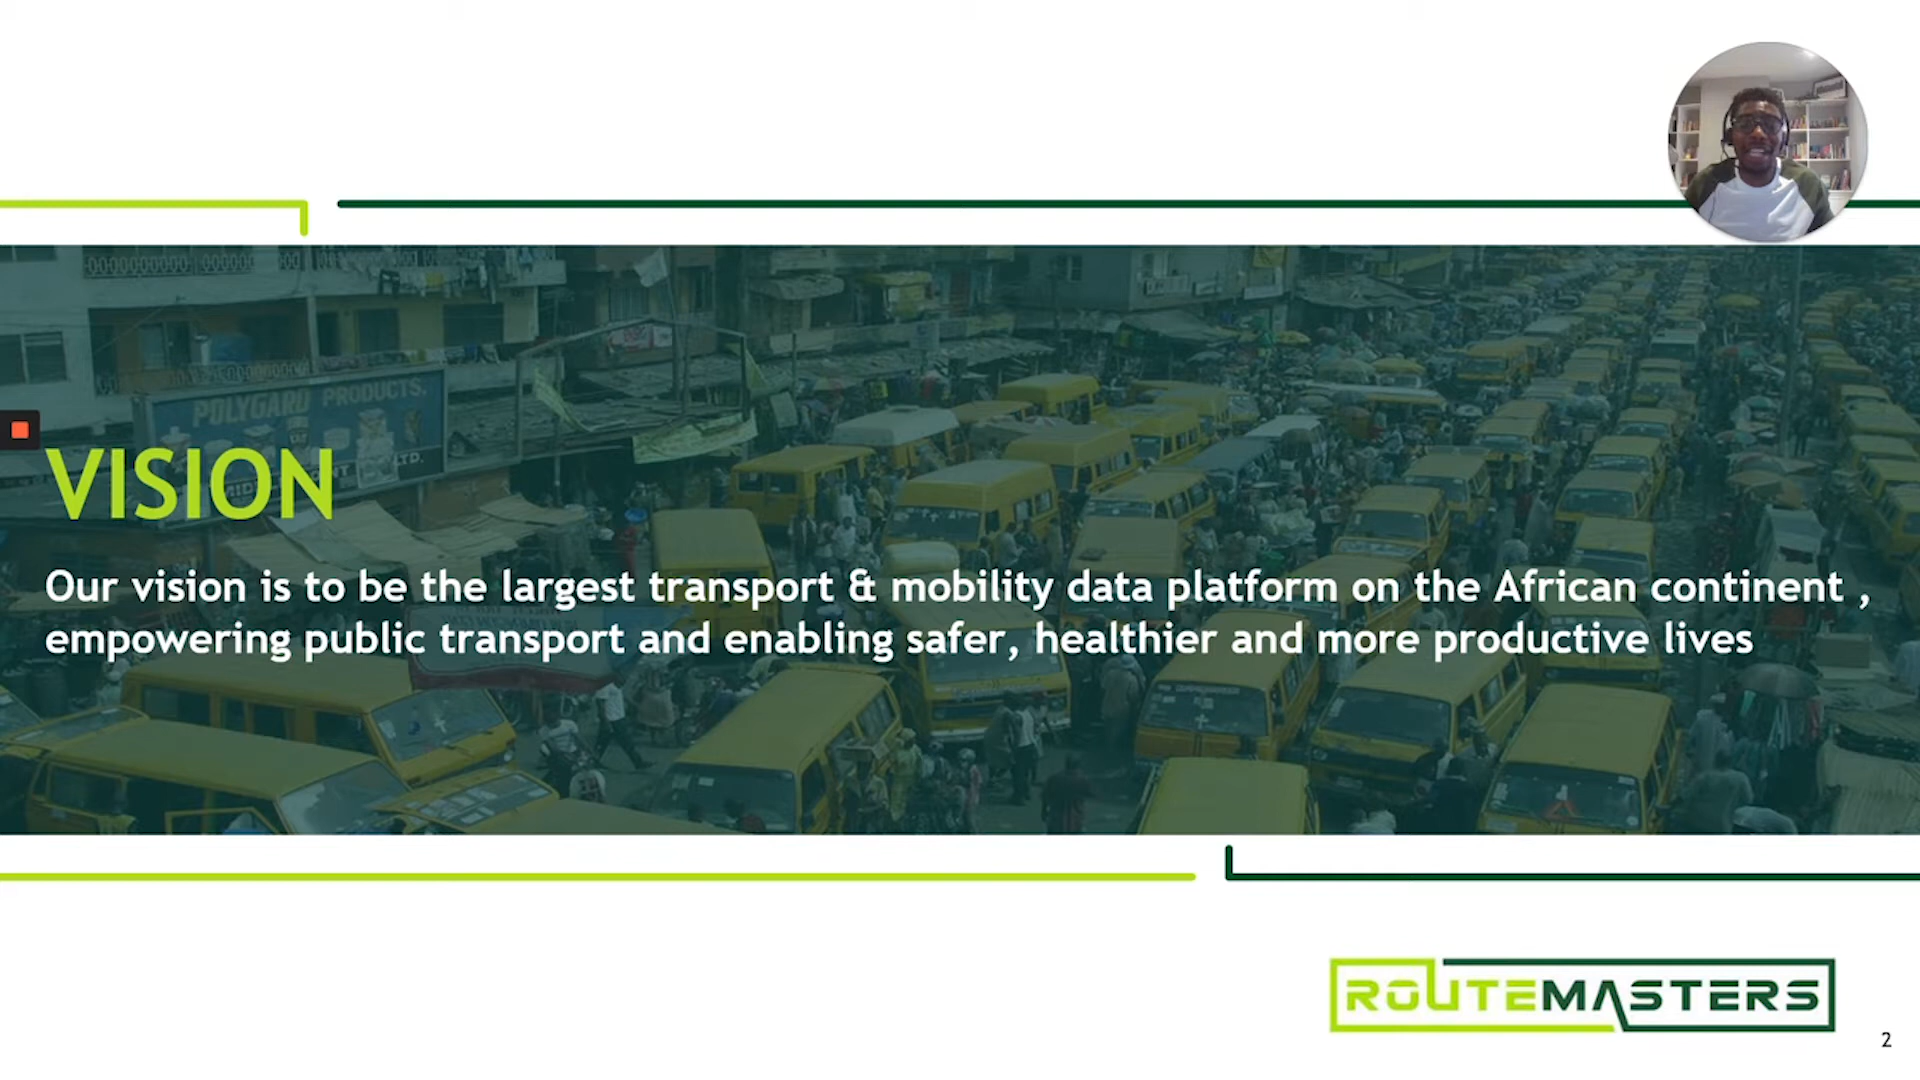 POLYGARD PRODUCTS.
LTD.
VISION
Our vision is to be the largest transport & mobility data platform on the African continent ,
empowering public transport and enabling safer, healthier and more productive lives
ROUTEMASTERS
2